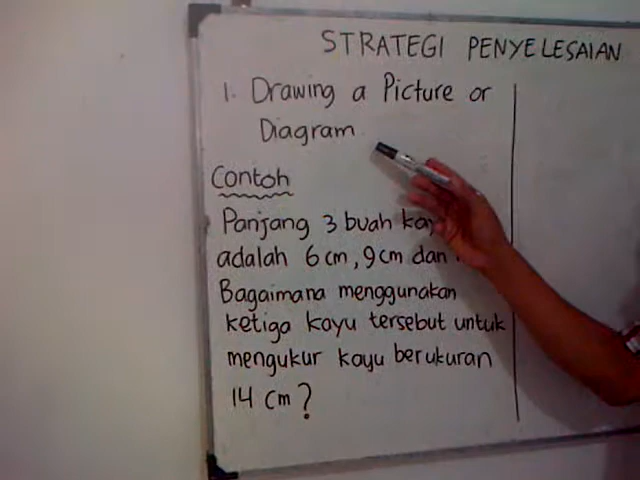 STRATEGI PENYELESAIAN
1. Drawing a Picture or
Diagram
Contoh
Panjang 3 buah
adalah 6 cm, 9 cm dan
Bagaimana menggunakan
ketiga kayu tersebut untuk
mengukur kayu berukuran
14 cm?